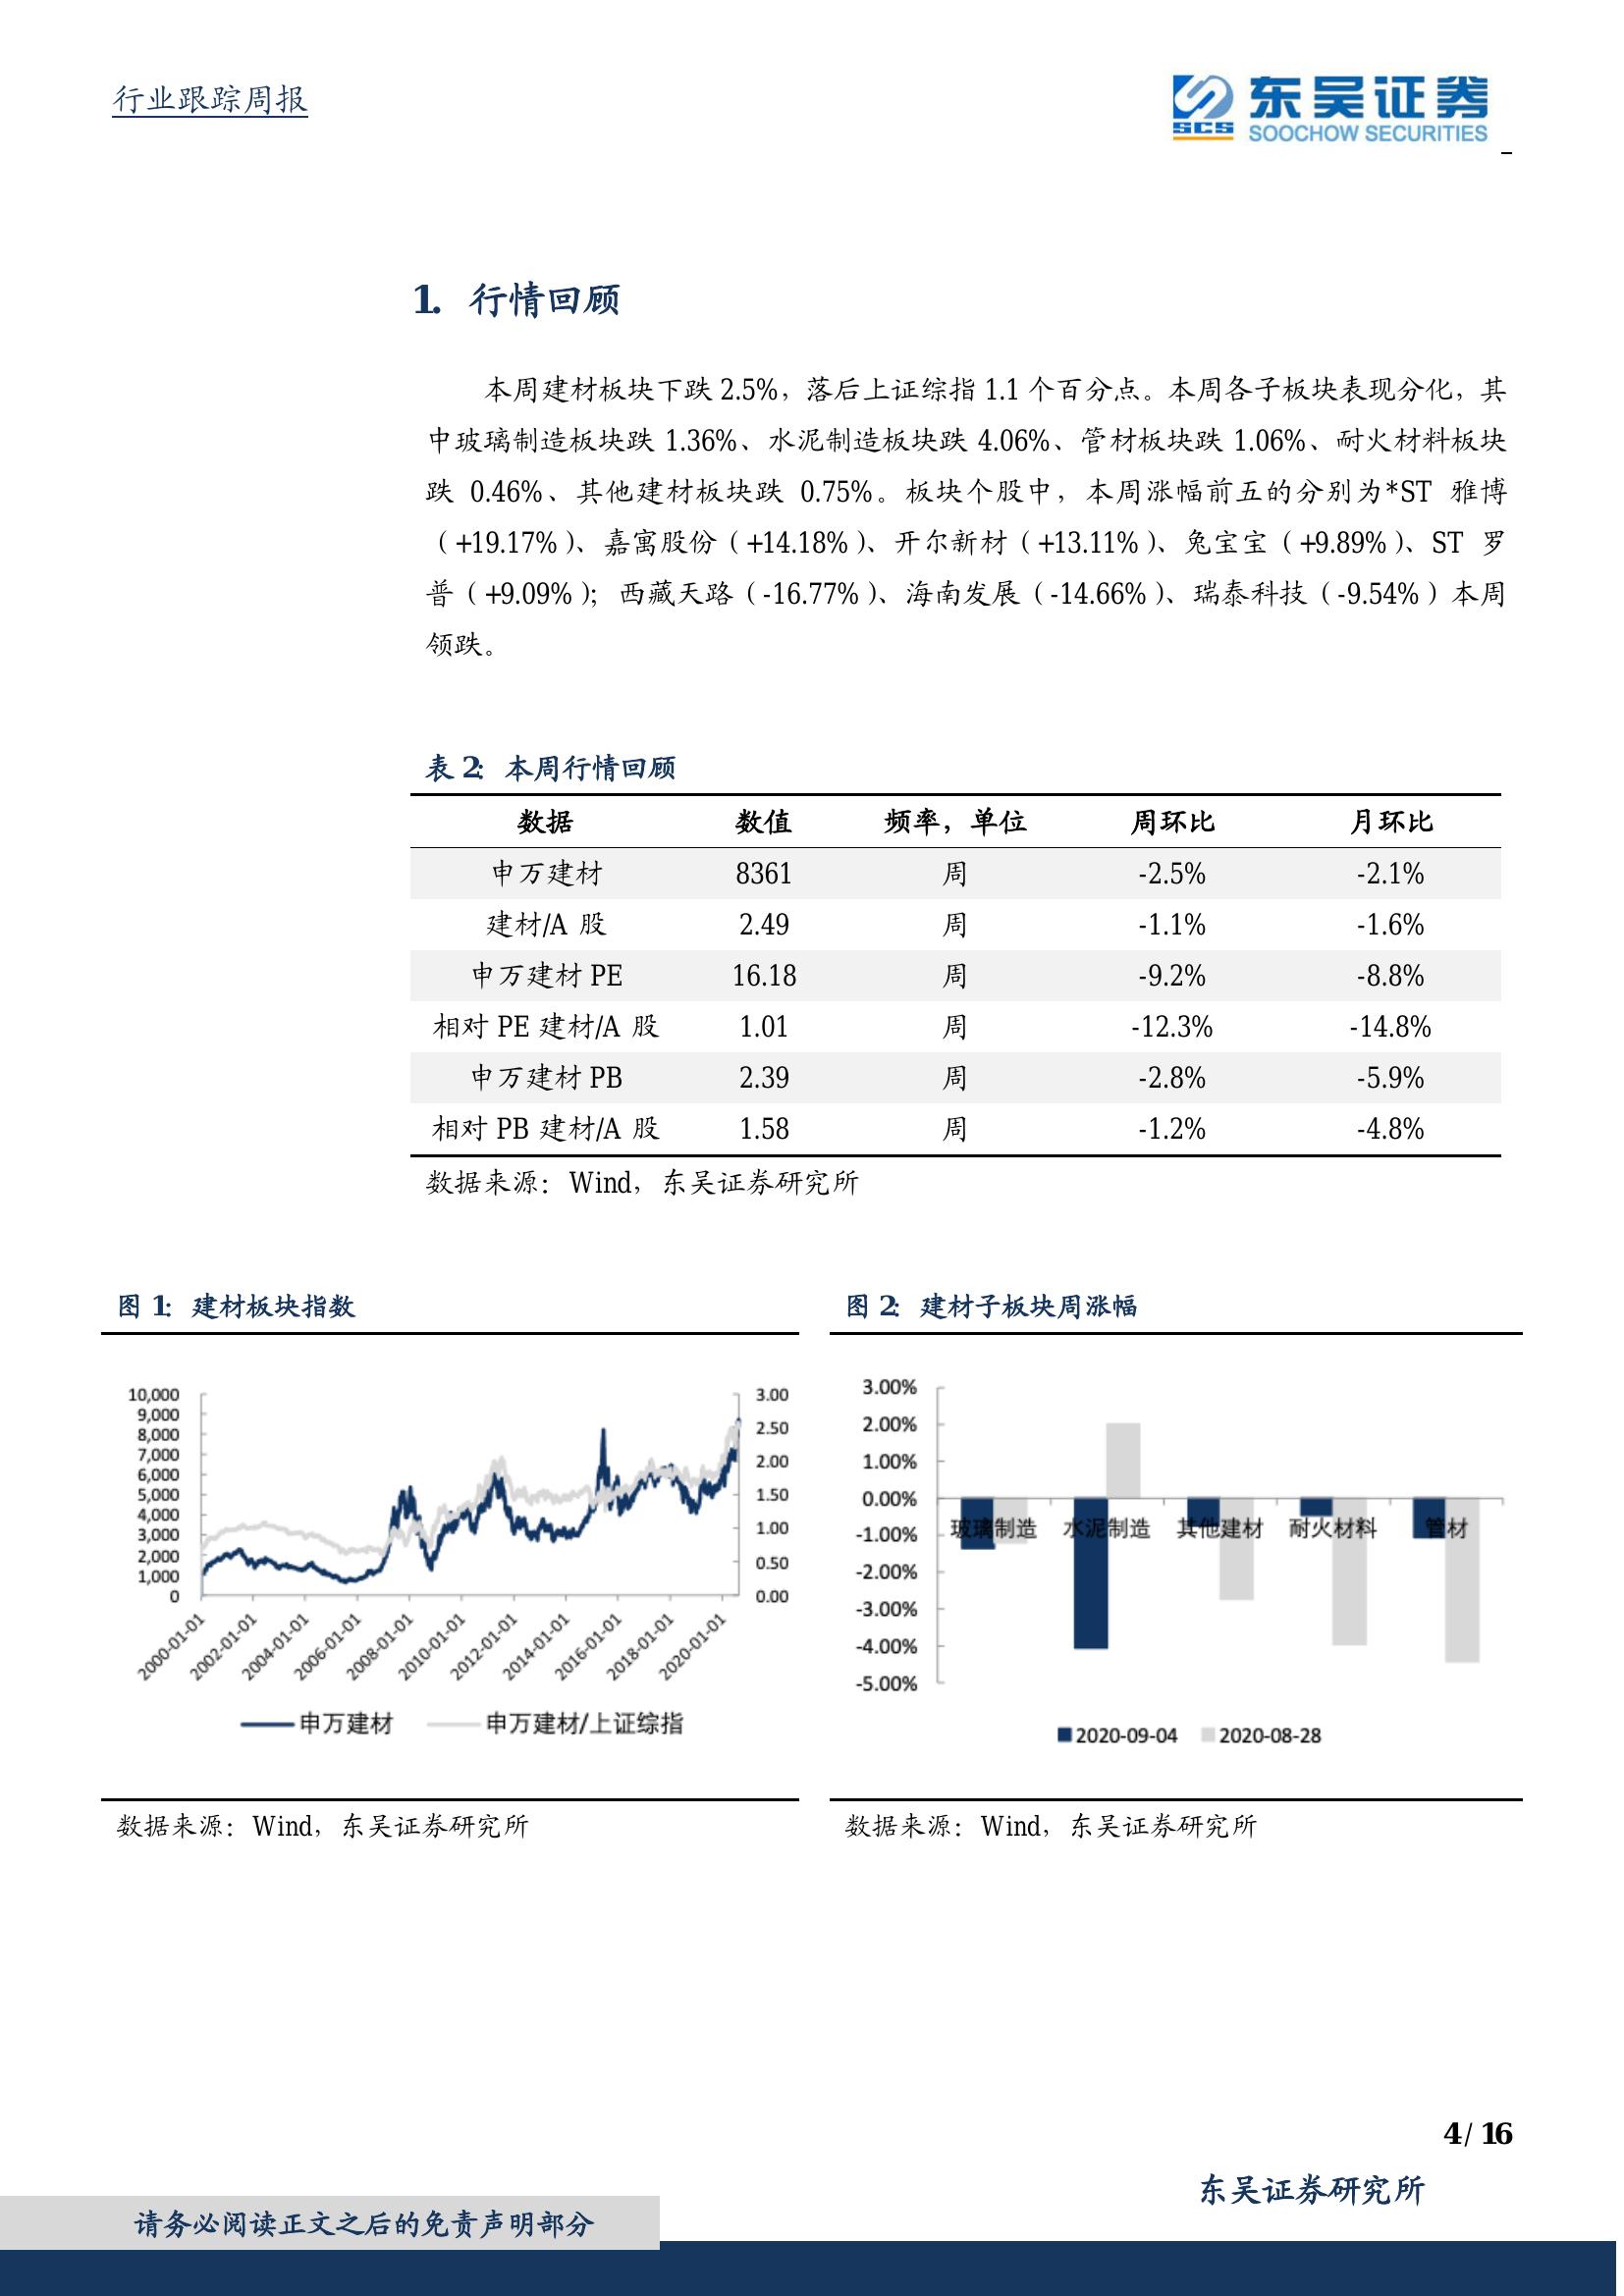 行业跟踪周报
东吴证券
SCS
SOOCHOW SECURITIES
1. 行情回顾
本周建材板块下跌 2.5%，落后上证综指 1.1 个百分点。本周各子板块表现分化，其
中玻璃制造板块跌 1.36%、水泥制造板块跌 4.06%、管材板块跌 1.06%、耐火材料板块
跌 0.46%、其他建材板块跌 0.75%。板块个股中，本周涨幅前五的分别为*ST 雅博
（+19.17%）、嘉寓股份（+14.18%）、开尔新材（+13.11%）、兔宝宝（+9.89%）、ST 罗
普（+9.09%）；西藏天路（-16.77%）、海南发展（-14.66%）、瑞泰科技（-9.54%）本周
领跌。
表 2：本周行情回顾
数据 数值 频率，单位 周环比 月环比
申万建材 8361 周 -2.5% -2.1%
建材/A 股 2.49 周 -1.1% -1.6%
申万建材 PE 16.18 周 -9.2% -8.8%
相对 PE 建材/A 股 1.01 周 -12.3% -14.8%
申万建材 PB 2.39 周 -2.8% -5.9%
相对 PB 建材/A 股 1.58 周 -1.2% -4.8%
数据来源：Wind，东吴证券研究所
图 1：建材板块指数
10,000
9,000
8,000
7,000
6,000
5,000
4,000
3,000
2,000
1,000
0
3.00
2.50
2.00
1.50
1.00
0.50
0.00
2000-01-01
2002-01-01
2004-01-01
2006-01-01
2008-01-01
2010-01-01
2012-01-01
2014-01-01
2016-01-01
2018-01-01
2020-01-01
申万建材 申万建材/上证综指
数据来源：Wind，东吴证券研究所
图 2：建材子板块周涨幅
3.00%
2.00%
1.00%
0.00%
-1.00%
-2.00%
-3.00%
-4.00%
-5.00%
玻璃制造 水泥制造 其他建材 耐火材料 管材
2020-09-04 2020-08-28
数据来源：Wind，东吴证券研究所
4 / 16
东吴证券研究所
请务必阅读正文之后的免责声明部分